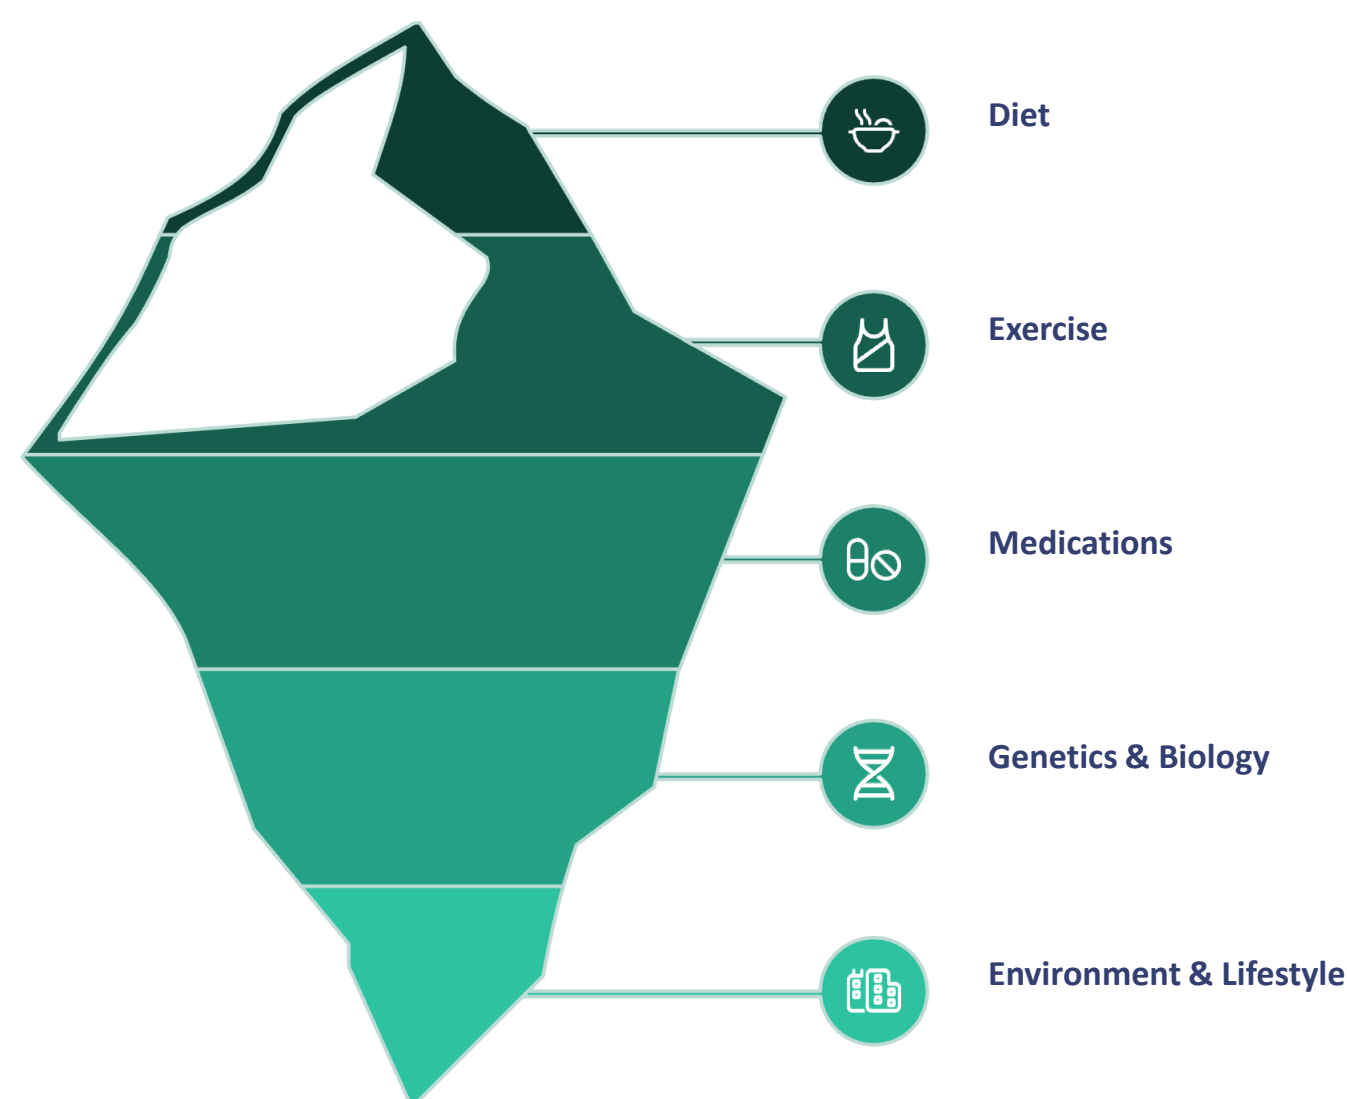 Diet
Exercise
Medications
Genetics & Biology
Environment & Lifestyle